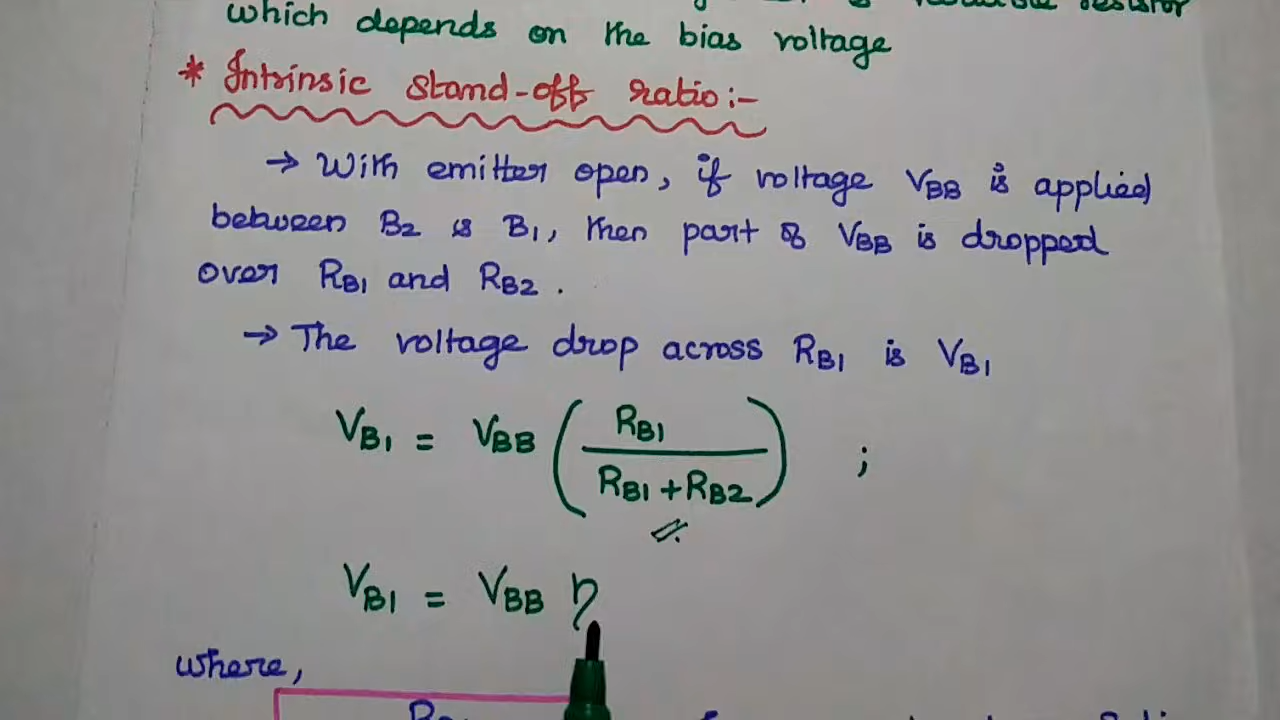 resistor
which depends on the bias voltage
* Intrinsic stand-off ratio:-
→ With emitter open, if voltage VBB is applied
between B2 & B1, then part of VBB is dropped
over RB1 and RB2.
→ The voltage drop across RB1 is VB1
VB1 = VBB (RB1 / RB1 + RB2) ;
VB1 = VBB η
where,